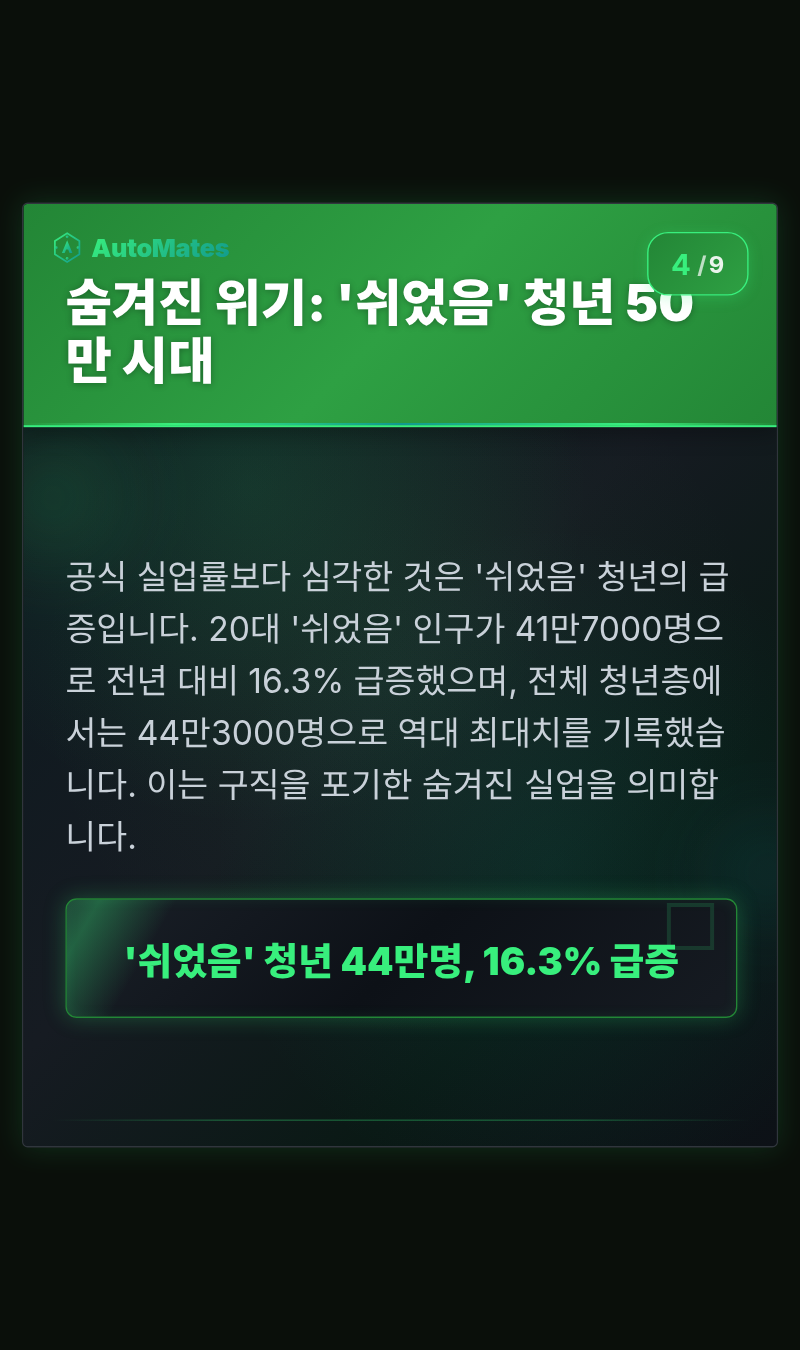 AutoMates
4 / 9
숨겨진 위기: '쉬었음' 청년 50
만 시대
공식 실업률보다 심각한 것은 '쉬었음' 청년의 급
증입니다. 20대 '쉬었음' 인구가 41만7000명으
로 전년 대비 16.3% 급증했으며, 전체 청년층에
서는 44만3000명으로 역대 최대치를 기록했습
니다. 이는 구직을 포기한 숨겨진 실업을 의미합
니다.
'쉬었음' 청년 44만명, 16.3% 급증